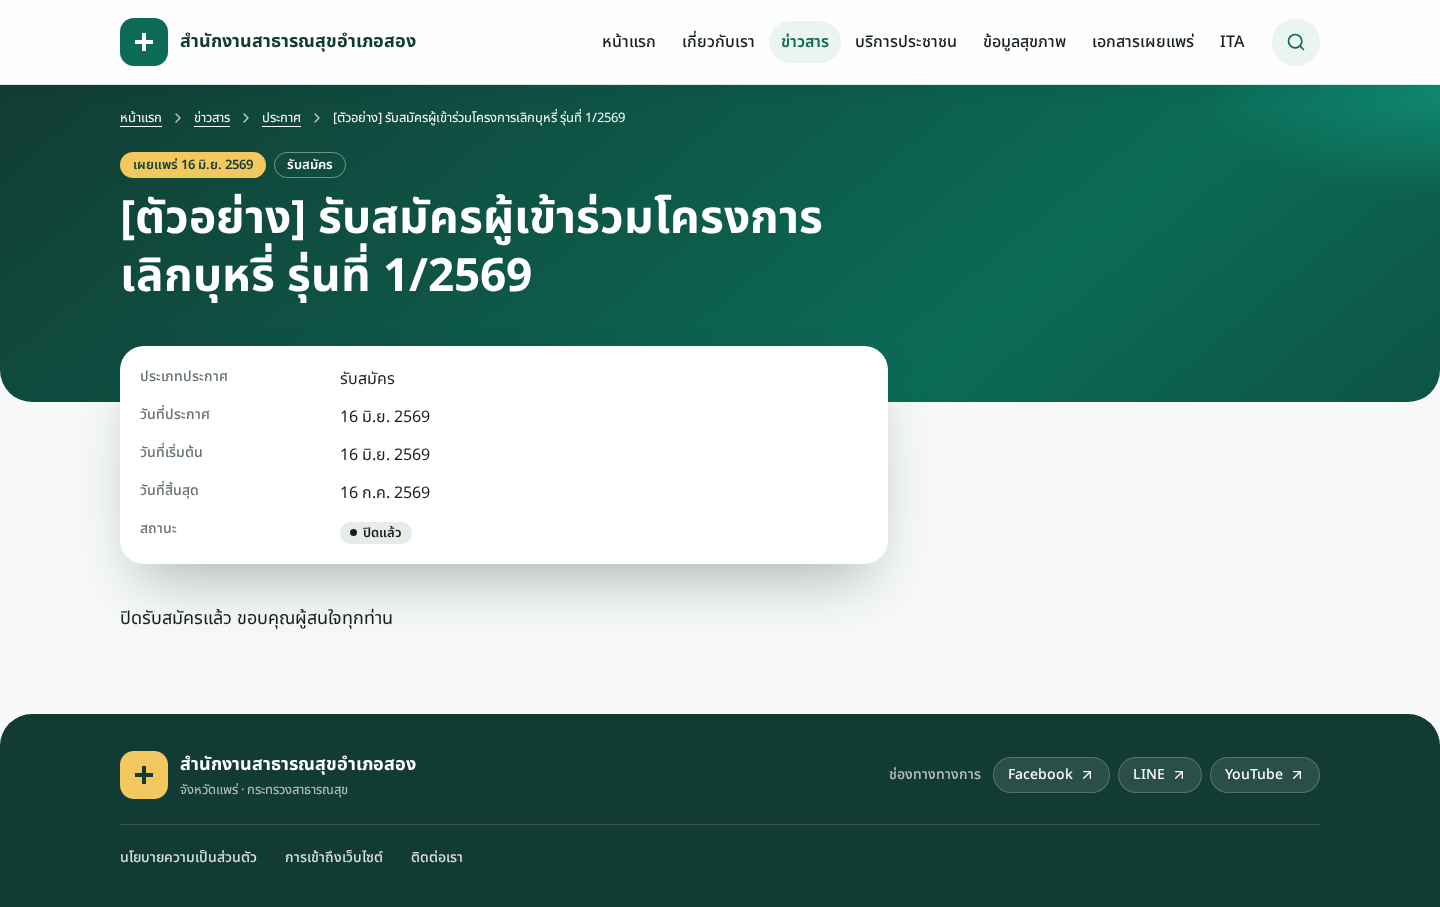 สำนักงานสาธารณสุขอำเภอสอง
หน้าแรก เกี่ยวกับเรา ข่าวสาร บริการประชาชน ข้อมูลสุขภาพ เอกสารเผยแพร่ ITA
หน้าแรก ข่าวสาร ประกาศ [ตัวอย่าง] รับสมัครผู้เข้าร่วมโครงการเลิกบุหรี่ รุ่นที่ 1/2569
เผยแพร่ 16 มิ.ย. 2569 รับสมัคร
[ตัวอย่าง] รับสมัครผู้เข้าร่วมโครงการ
เลิกบุหรี่ รุ่นที่ 1/2569
ประเภทประกาศ รับสมัคร
วันที่ประกาศ 16 มิ.ย. 2569
วันที่เริ่มต้น 16 มิ.ย. 2569
วันที่สิ้นสุด 16 ก.ค. 2569
สถานะ ปิดแล้ว
ปิดรับสมัครแล้ว ขอบคุณผู้สนใจทุกท่าน
สำนักงานสาธารณสุขอำเภอสอง
จังหวัดแพร่ · กระทรวงสาธารณสุข
ช่องทางทางการ Facebook LINE YouTube
นโยบายความเป็นส่วนตัว การเข้าถึงเว็บไซต์ ติดต่อเรา